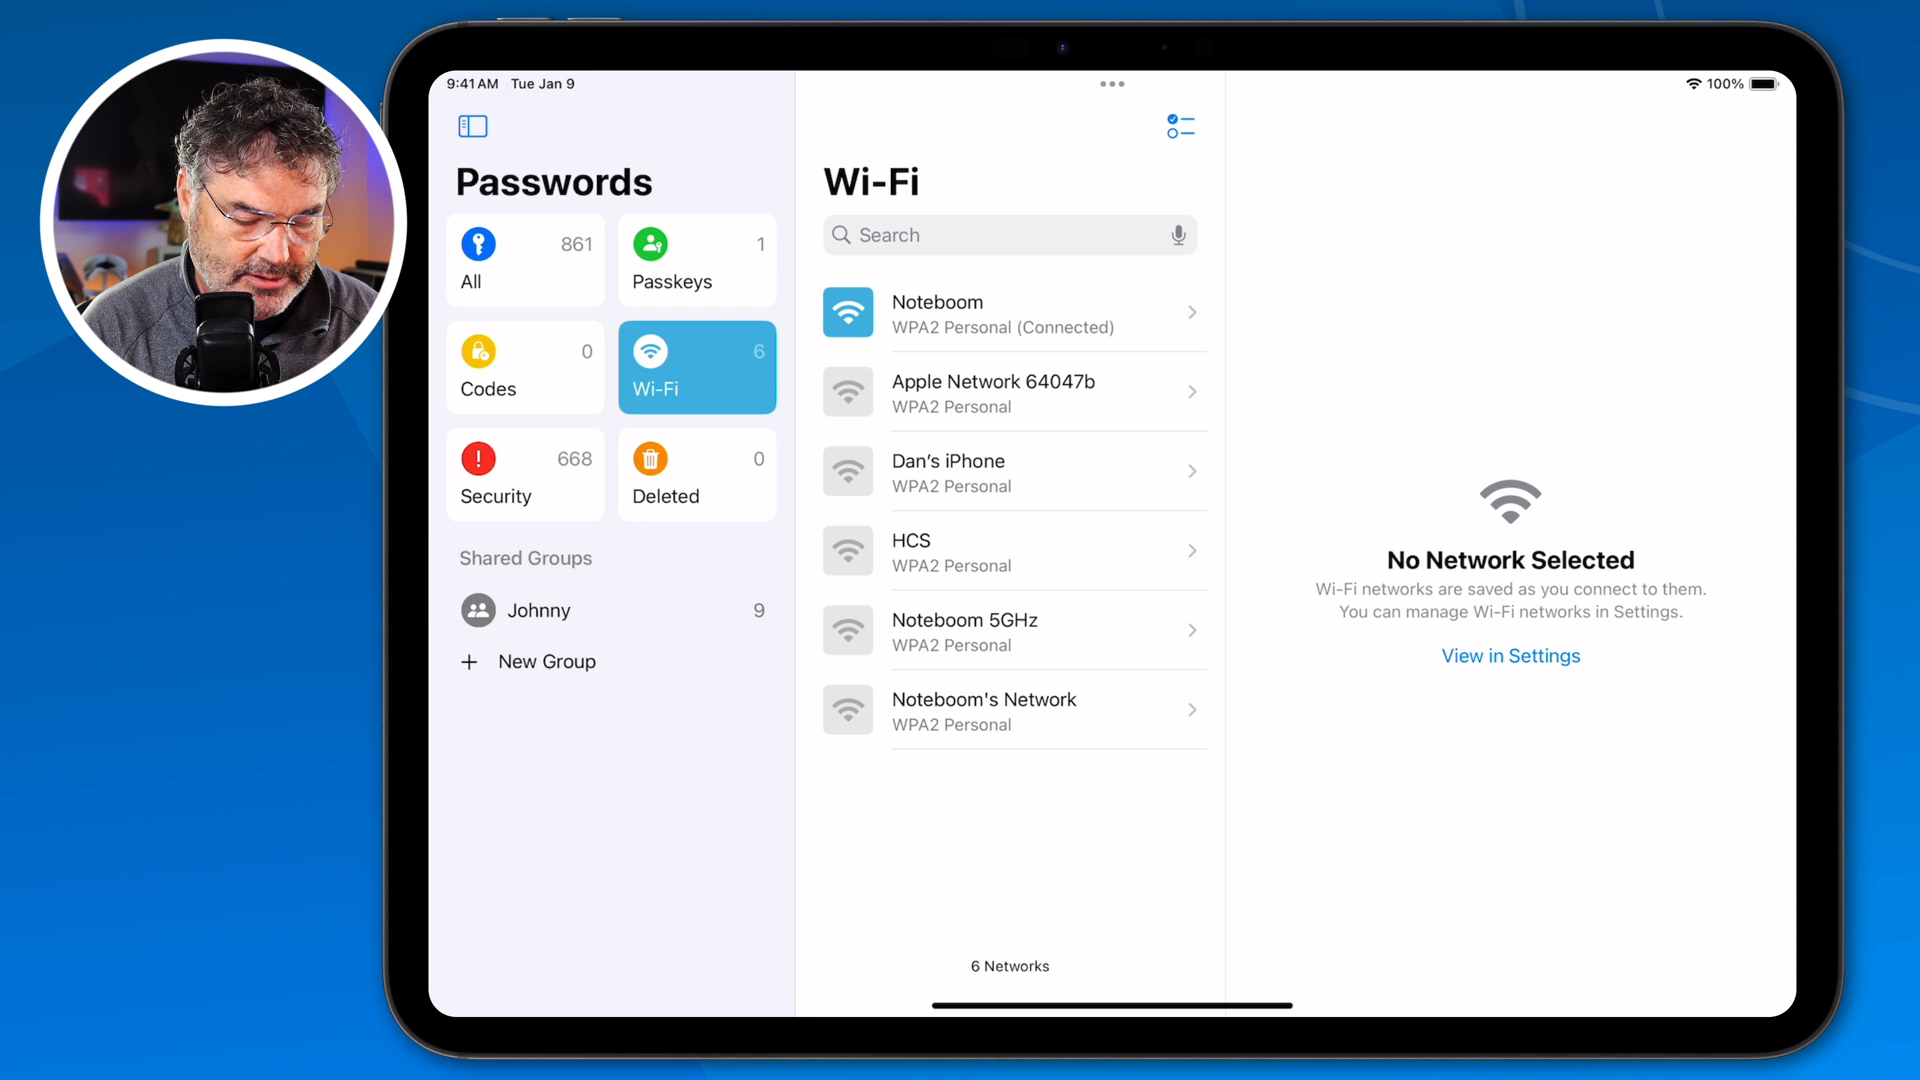 9:41 AM Tue Jan 9
100%
Passwords
861
All
1
Passkeys
0
Codes
6
Wi-Fi
668
Security
0
Deleted
Shared Groups
Johnny 9
New Group
Wi-Fi
Search
Noteboom
WPA2 Personal (Connected)
Apple Network 64047b
WPA2 Personal
Dan’s iPhone
WPA2 Personal
HCS
WPA2 Personal
Noteboom 5GHz
WPA2 Personal
Noteboom's Network
WPA2 Personal
6 Networks
No Network Selected
Wi-Fi networks are saved as you connect to them.
You can manage Wi-Fi networks in Settings.
View in Settings